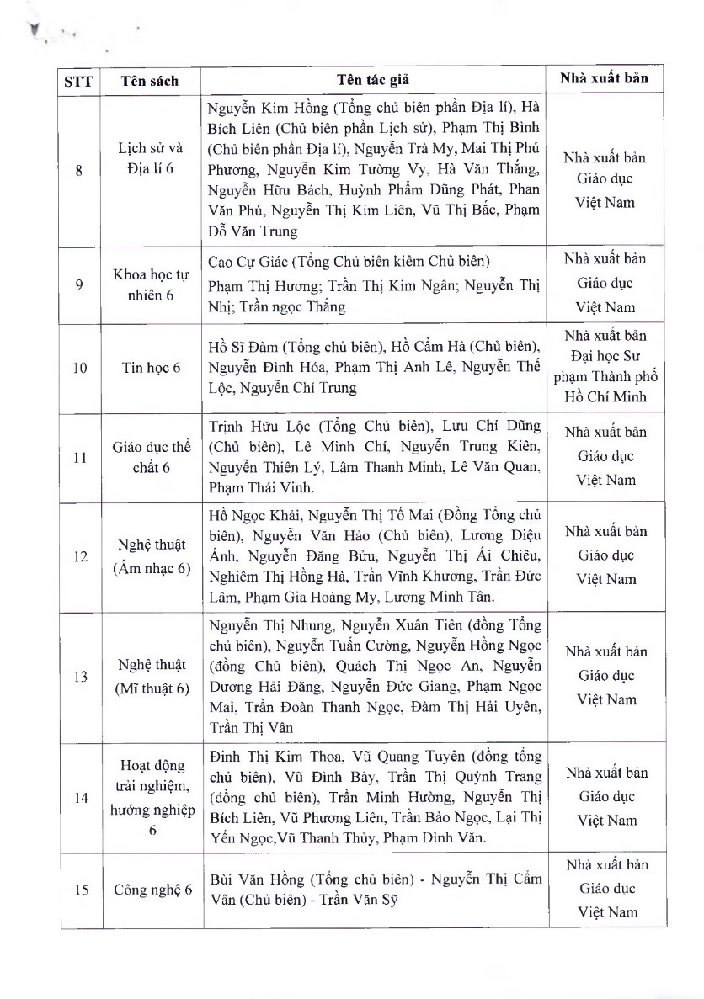 STT Tên sách Tên tác giả Nhà xuất bản
8
Lịch sử và
Địa lí 6
Nguyễn Kim Hồng (Tổng chủ biên phần Địa lí), Hà
Bích Liên (Chủ biên phần Lịch sử), Phạm Thị Bình
(Chủ biên phần Địa lí), Nguyễn Trà My, Mai Thị Phú
Phương, Nguyễn Kim Tường Vy, Hà Văn Thắng,
Nguyễn Hữu Bách, Huỳnh Phẩm Dũng Phát, Phan
Văn Phú, Nguyễn Thị Kim Liên, Vũ Thị Bắc, Phạm
Đỗ Văn Trung
Nhà xuất bản
Giáo dục
Việt Nam
9
Khoa học tự
nhiên 6
Cao Cự Giác (Tổng Chủ biên kiêm Chủ biên)
Phạm Thị Hương; Trần Thị Kim Ngân; Nguyễn Thị
Nhị; Trần ngọc Thắng
Nhà xuất bản
Giáo dục
Việt Nam
10
Tin học 6
Hồ Sĩ Đàm (Tổng chủ biên), Hồ Cẩm Hà (Chủ biên),
Nguyễn Đình Hóa, Phạm Thị Anh Lê, Nguyễn Thế
Lộc, Nguyễn Chí Trung
Nhà xuất bản
Đại học Sư
phạm Thành phố
Hồ Chí Minh
11
Giáo dục thể
chất 6
Trịnh Hữu Lộc (Tổng Chủ biên), Lưu Chí Dũng
(Chủ biên), Lê Minh Chí, Nguyễn Trung Kiên,
Nguyễn Thiên Lý, Lâm Thanh Minh, Lê Văn Quan,
Phạm Thái Vinh.
Nhà xuất bản
Giáo dục
Việt Nam
12
Nghệ thuật
(Âm nhạc 6)
Hồ Ngọc Khải, Nguyễn Thị Tố Mai (Đồng Tổng chủ
biên), Nguyễn Văn Hảo (Chủ biên), Lương Diệu
Ánh, Nguyễn Đăng Bửu, Nguyễn Thị Ái Chiêu,
Nghiêm Thị Hồng Hà, Trần Vĩnh Khương, Trần Đức
Lâm, Phạm Gia Hoàng My, Lương Minh Tân.
Nhà xuất bản
Giáo dục
Việt Nam
13
Nghệ thuật
(Mĩ thuật 6)
Nguyễn Thị Nhung, Nguyễn Xuân Tiên (đồng Tổng
chủ biên), Nguyễn Tuấn Cường, Nguyễn Hồng Ngọc
(đồng Chủ biên), Quách Thị Ngọc An, Nguyễn
Dương Hải Đăng, Nguyễn Đức Giang, Phạm Ngọc
Mai, Trần Đoàn Thanh Ngọc, Đàm Thị Hải Uyên,
Trần Thị Vân
Nhà xuất bản
Giáo dục
Việt Nam
14
Hoạt động
trải nghiệm,
hướng nghiệp
6
Đinh Thị Kim Thoa, Vũ Quang Tuyên (đồng tổng
chủ biên), Vũ Đình Bảy, Trần Thị Quỳnh Trang
(đồng chủ biên), Trần Minh Hường, Nguyễn Thị
Bích Liên, Vũ Phương Liên, Trần Bảo Ngọc, Lại Thị
Yến Ngọc,Vũ Thanh Thủy, Phạm Đình Văn.
Nhà xuất bản
Giáo dục
Việt Nam
15
Công nghệ 6
Bùi Văn Hồng (Tổng chủ biên) - Nguyễn Thị Cẩm
Vân (Chủ biên) - Trần Văn Sỹ
Nhà xuất bản
Giáo dục
Việt Nam